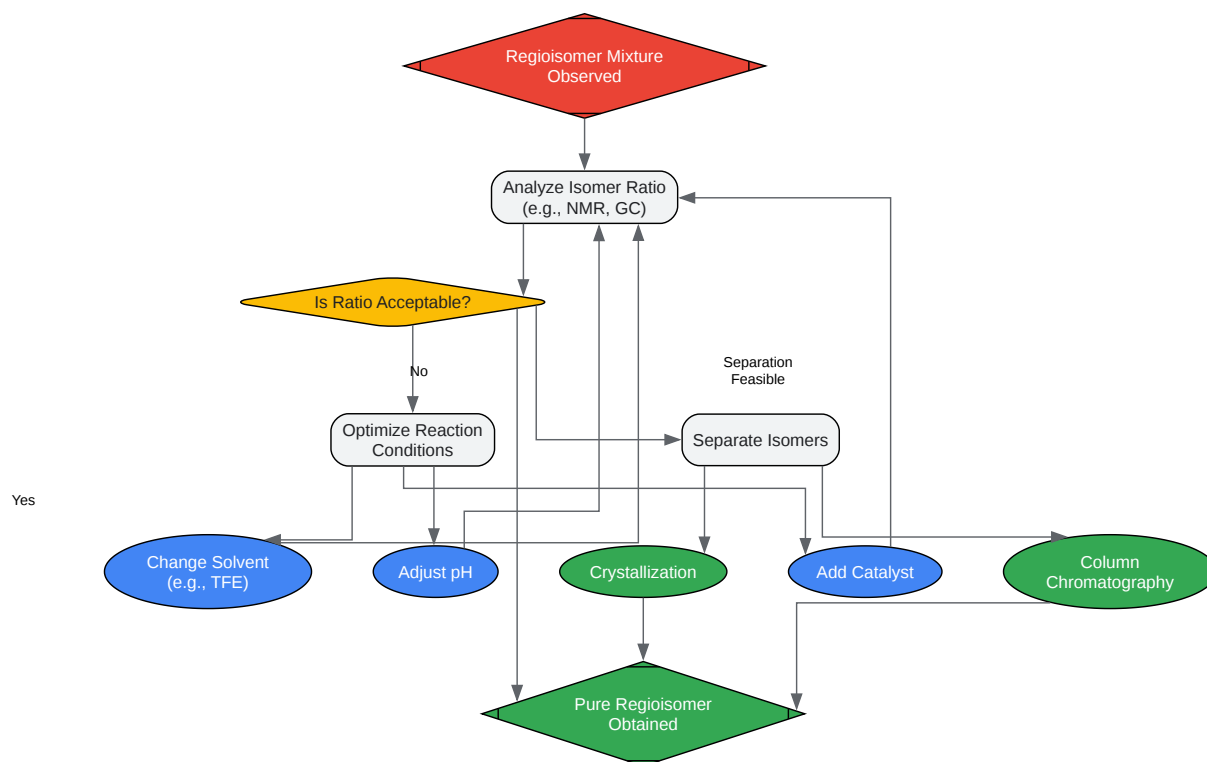 Regioisomer Mixture
Observed
Analyze Isomer Ratio
(e.g., NMR, GC)
Is Ratio Acceptable?
Separation
Feasible
No
Optimize Reaction
Conditions
Separate Isomers
Yes
Change Solvent
(e.g., TFE)
Adjust pH
Crystallization
Add Catalyst
Column
Chromatography
Pure Regioisomer
Obtained